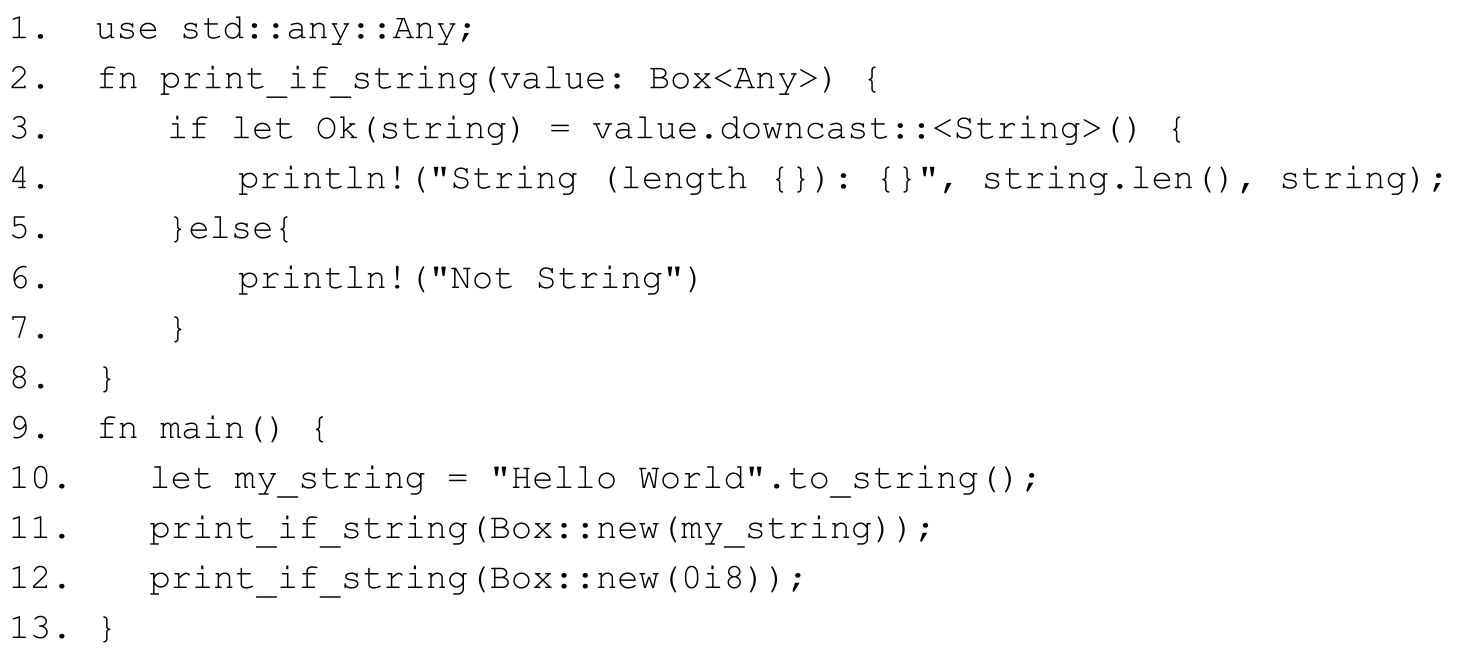 1. use std::any::Any;
2. fn print_if_string(value: Box<Any>) {
3. if let Ok(string) = value.downcast::<String>() {
4. println!("String (length {}): {}", string.len(), string);
5. }else{
6. println!("Not String")
7. }
8. }
9. fn main() {
10. let my_string = "Hello World".to_string();
11. print_if_string(Box::new(my_string));
12. print_if_string(Box::new(0i8));
13. }